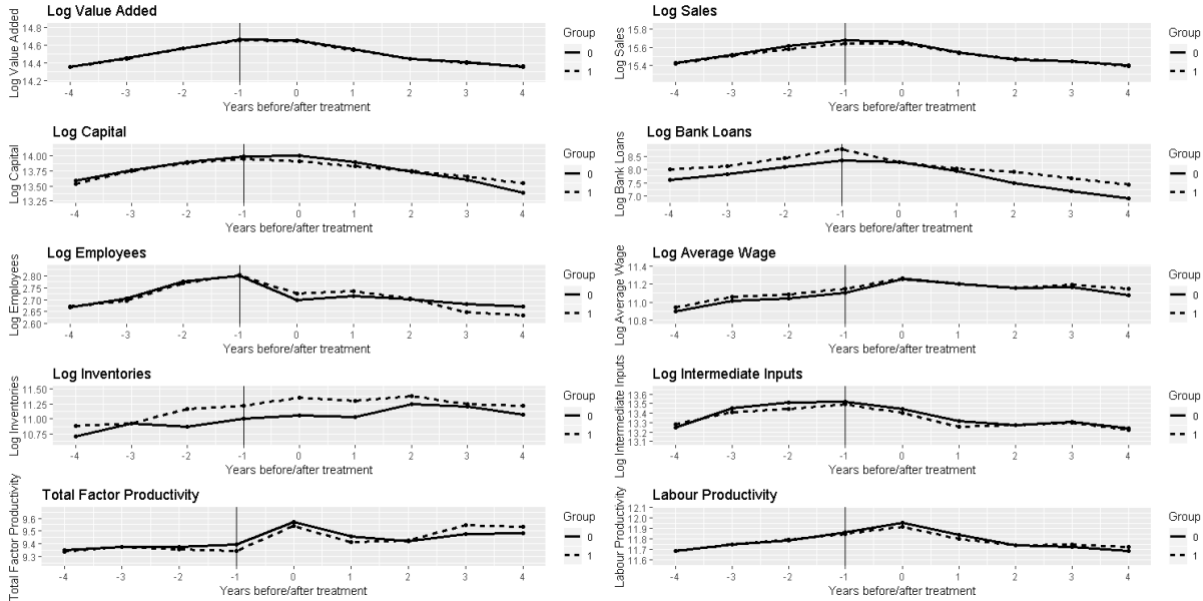 Log Value Added
Log Value Added
14.8
14.6
14.4
14.2
-4 -3 -2 -1 0 1 2 3 4
Years before/after treatment
Group
0
1
Log Sales
Log Sales
15.8
15.6
15.4
-4 -3 -2 -1 0 1 2 3 4
Years before/after treatment
Group
0
1
Log Capital
Log Capital
14.00
13.75
13.50
13.25
-4 -3 -2 -1 0 1 2 3 4
Years before/after treatment
Group
0
1
Log Bank Loans
Log Bank Loans
8.5
8.0
7.5
7.0
-4 -3 -2 -1 0 1 2 3 4
Years before/after treatment
Group
0
1
Log Employees
Log Employees
2.80
2.75
2.70
2.65
2.60
-4 -3 -2 -1 0 1 2 3 4
Years before/after treatment
Group
0
1
Log Average Wage
Log Average Wage
11.4
11.2
11.0
10.8
-4 -3 -2 -1 0 1 2 3 4
Years before/after treatment
Group
0
1
Log Inventories
Log Inventories
11.50
11.25
11.00
10.75
-4 -3 -2 -1 0 1 2 3 4
Years before/after treatment
Group
0
1
Log Intermediate Inputs
Log Intermediate Inputs
13.6
13.5
13.4
13.3
13.2
13.1
-4 -3 -2 -1 0 1 2 3 4
Years before/after treatment
Group
0
1
Total Factor Productivity
Total Factor Productivity
9.6
9.5
9.4
9.3
-4 -3 -2 -1 0 1 2 3 4
Years before/after treatment
Group
0
1
Labour Productivity
Labour Productivity
12.1
12.0
11.9
11.8
11.7
11.6
-4 -3 -2 -1 0 1 2 3 4
Years before/after treatment
Group
0
1